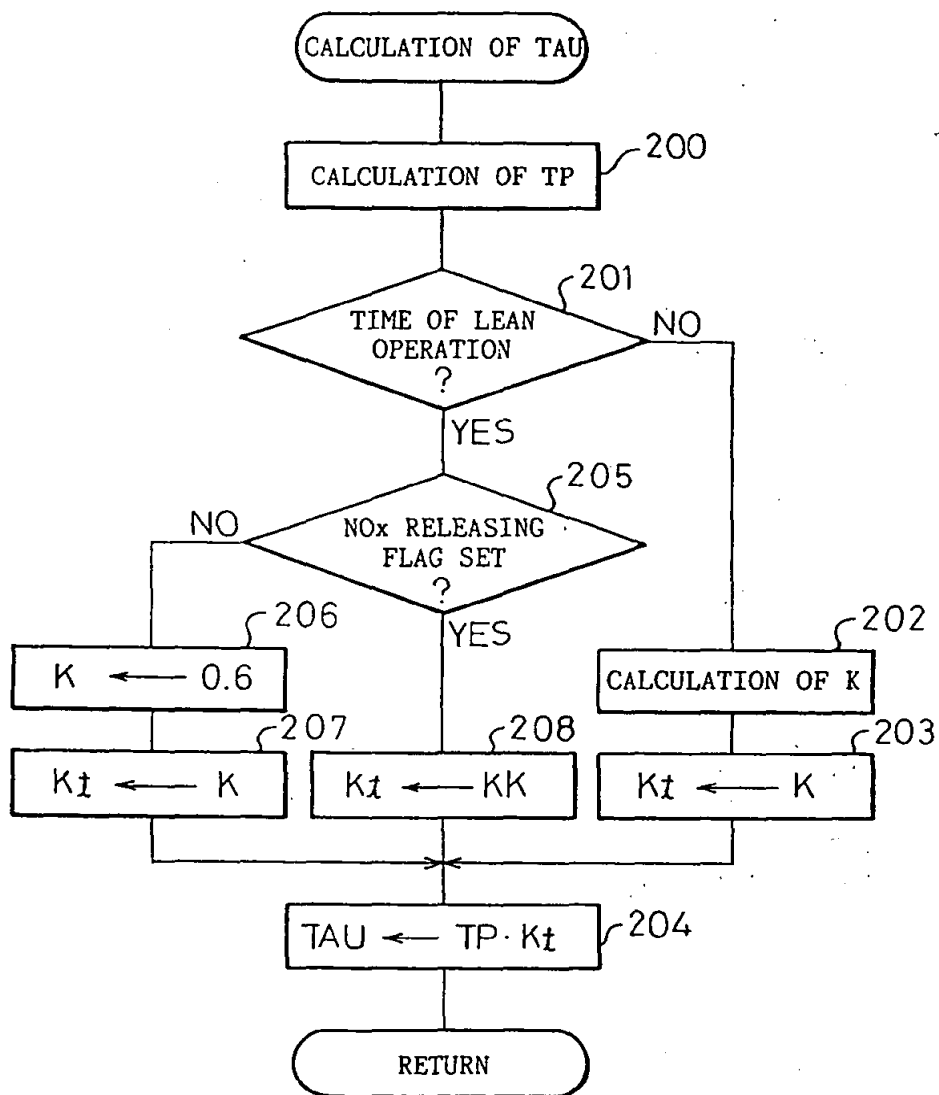 CALCULATION OF TAU
200
CALCULATION OF TP
201
TIME OF LEAN
OPERATION
?
NO
YES
205
NO
NOx RELEASING
FLAG SET
?
YES
206
K ← 0.6
202
CALCULATION OF K
207
Kt ← K
208
Kt ← KK
203
Kt ← K
TAU ← TP·Kt
204
RETURN